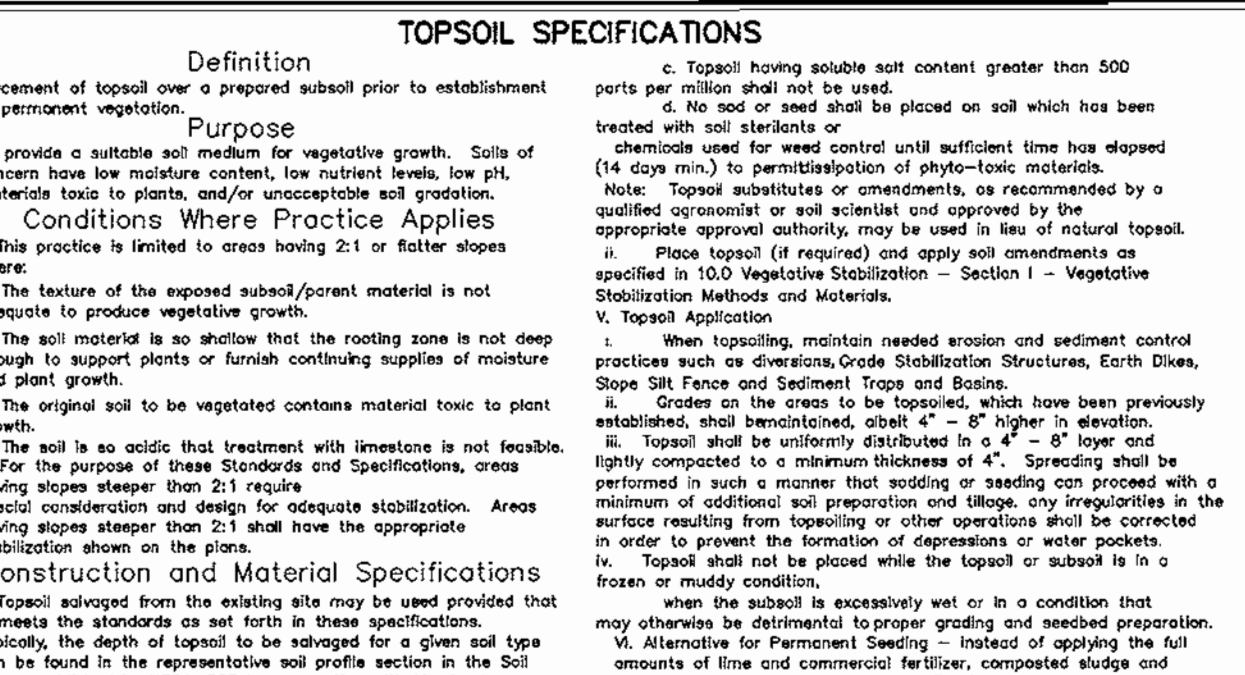 TOPSOIL SPECIFICATIONS
Definition
cement of topsoil over a prepared subsoil prior to establishment
permanent vegetation.
Purpose
provide a suitable soil medium for vegetative growth. Soils of
ncern have low moisture content, low nutrient levels, low pH,
terials toxic to plants, and/or unacceptable soil gradation.
Conditions Where Practice Applies
This practice is limited to areas having 2:1 or flatter slopes
ere:
The texture of the exposed subsoil/parent material is not
equate to produce vegetative growth.
The soil material is so shallow that the rooting zone is not deep
ough to support plants or furnish continuing supplies of moisture
d plant growth.
The original soil to be vegetated contains material toxic to plant
owth.
The soil is so acidic that treatment with limestone is not feasible.
For the purpose of these Standards and Specifications, areas
ving slopes steeper than 2:1 require
ecial consideration and design for adequate stabilization. Areas
ving slopes steeper than 2:1 shall have the appropriate
bilization shown on the plans.
onstruction and Material Specifications
Topsoil salvaged from the existing site may be used provided that
meets the standards as set forth in these specifications.
pically, the depth of topsoil to be salvaged for a given soil type
n be found in the representative soil profile section in the Soil
c. Topsoil having soluble salt content greater than 500
parts per million shall not be used.
d. No sod or seed shall be placed on soil which has been
treated with soil sterilants or
chemicals used for weed control until sufficient time has elapsed
(14 days min.) to permitdissipation of phyto-toxic materials.
Note: Topsoil substitutes or amendments, as recommended by a
qualified agronomist or soil scientist and approved by the
appropriate approval authority, may be used in lieu of natural topsoil.
ii. Place topsoil (if required) and apply soil amendments as
specified in 10.0 Vegetative Stabilization – Section I – Vegetative
Stabilization Methods and Materials.
V. Topsoil Application
i. When topsoiling, maintain needed erosion and sediment control
practices such as diversions, Grade Stabilization Structures, Earth Dikes,
Slope Silt Fence and Sediment Traps and Basins.
ii. Grades on the areas to be topsoiled, which have been previously
established, shall bemaintained, albeit 4" – 8" higher in elevation.
iii. Topsoil shall be uniformly distributed in a 4" – 8" layer and
lightly compacted to a minimum thickness of 4". Spreading shall be
performed in such a manner that sodding or seeding can proceed with a
minimum of additional soil preparation and tillage. any irregularities in the
surface resulting from topsoiling or other operations shall be corrected
in order to prevent the formation of depressions or water pockets.
iv. Topsoil shall not be placed while the topsoil or subsoil is in a
frozen or muddy condition,
when the subsoil is excessively wet or in a condition that
may otherwise be detrimental to proper grading and seedbed preparation.
VI. Alternative for Permanent Seeding – instead of applying the full
amounts of lime and commercial fertilizer, composted sludge and